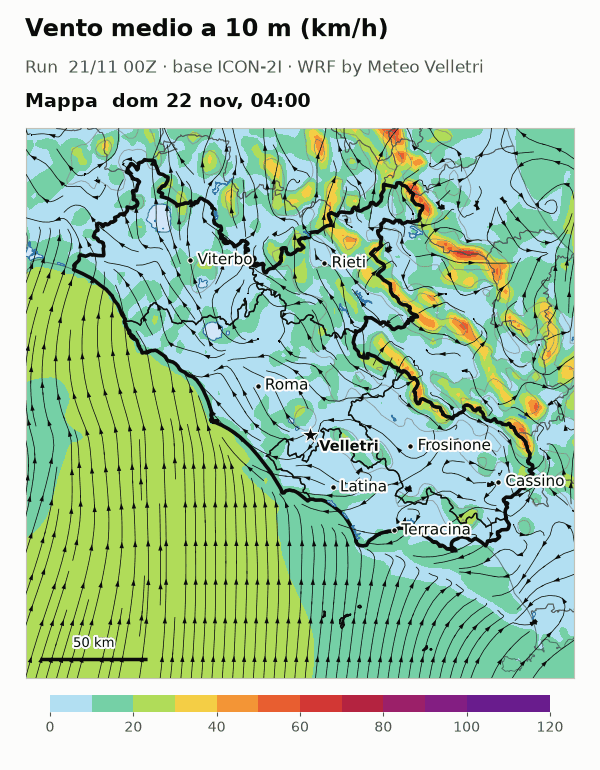 Vento medio a 10 m (km/h)
Run  21/11 00Z · base ICON-2I · WRF by Meteo Velletri
Mappa  dom 22 nov, 04:00
Viterbo
Rieti
Roma
Velletri
Frosinone
Latina
Cassino
Terracina
50 km
0 20 40 60 80 100 120